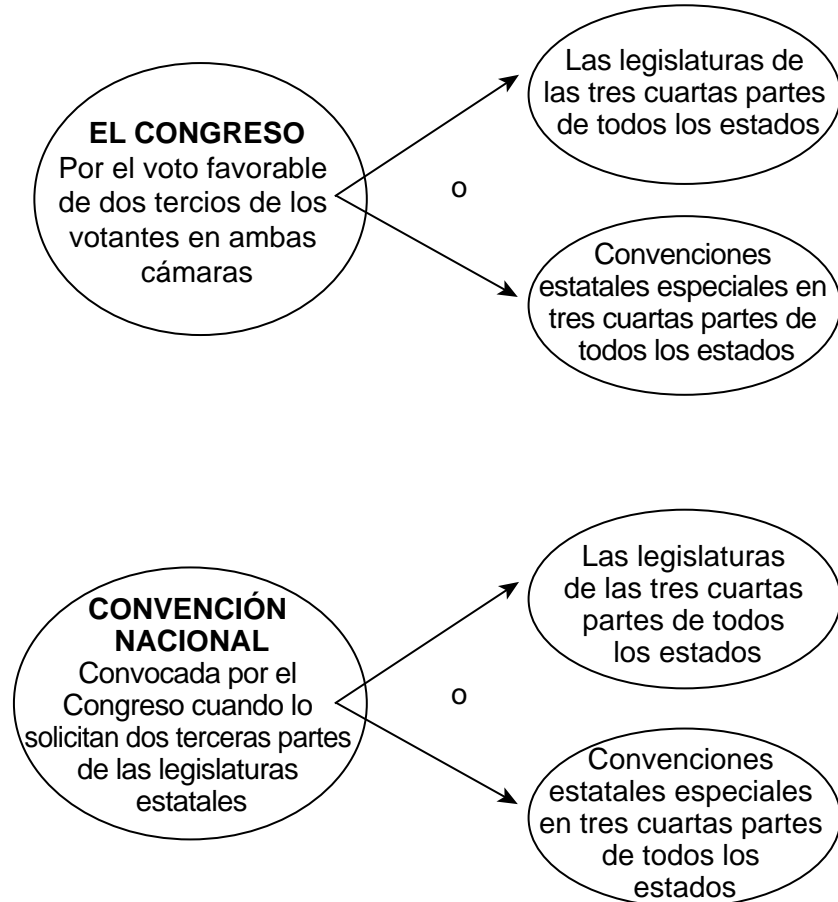 EL CONGRESO
Por el voto favorable
de dos tercios de los
votantes en ambas
cámaras
o
Las legislaturas de
las tres cuartas partes
de todos los estados
Convenciones
estatales especiales en
tres cuartas partes de
todos los estados
CONVENCIÓN
NACIONAL
Convocada por el
Congreso cuando lo
solicitan dos terceras partes
de las legislaturas
estatales
o
Las legislaturas
de las tres cuartas
partes de todos
los estados
Convenciones
estatales especiales
en tres cuartas partes
de todos los
estados